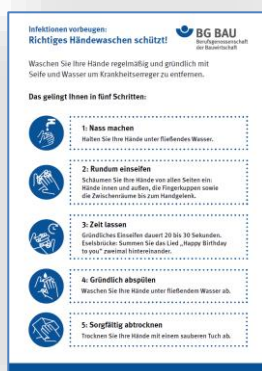 Infektionen vorbeugen:
Richtiges Händewaschen schützt!
BG BAU
Berufsgenossenschaft
der Bauwirtschaft
Waschen Sie Ihre Hände regelmäßig und gründlich mit
Seife und Wasser um Krankheitserreger zu entfernen.
Das gelingt Ihnen in fünf Schritten:
1: Nass machen
Halten Sie Ihre Hände unter fließendes Wasser.
2: Rundum einseifen
Schäumen Sie Ihre Hände von allen Seiten ein:
Hände innen und außen, die Fingerkuppen sowie
die Zwischenräume bis zum Handgelenk.
3: Zeit lassen
Gründliches Einseifen dauert 20 bis 30 Sekunden.
Eselsbrücke: Summen Sie das Lied „Happy Birthday
to you" zweimal hintereinander.
4: Gründlich abspülen
Waschen Sie Ihre Hände unter fließendem Wasser ab.
5: Sorgfältig abtrocknen
Trocknen Sie Ihre Hände mit einem sauberen Tuch ab.